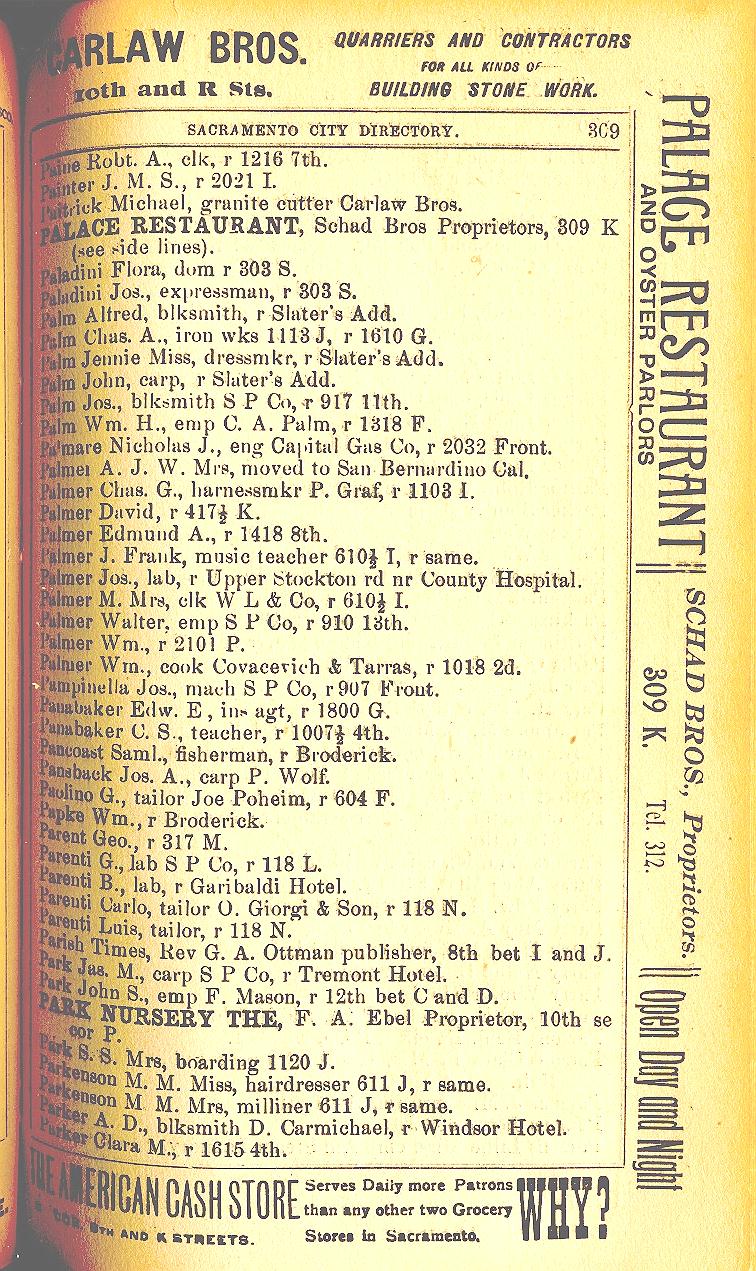 CARLAW BROS.
10th and R Sts.
QUARRIERS AND CONTRACTORS
FOR ALL KINDS OF
BUILDING STONE WORK.
SACRAMENTO CITY DIRECTORY. 369
Paine Robt. A., clk, r 1216 7th.
Painter J. M. S., r 2021 I.
Paitrick Michael, granite cutter Carlaw Bros.
PALACE RESTAURANT, Schad Bros Proprietors, 309 K
(see side lines).
Paladini Flora, dom r 303 S.
Paladini Jos., expressman, r 303 S.
Palm Alfred, blksmith, r Slater's Add.
Palm Chas. A., iron wks 1113 J, r 1610 G.
Palm Jennie Miss, dressmkr, r Slater's Add.
Palm John, carp, r Slater's Add.
Palm Jos., blksmith S P Co, r 917 11th.
Palm Wm. H., emp C. A. Palm, r 1318 F.
Palmare Nicholas J., eng Capital Gas Co, r 2032 Front.
Palmer A. J. W. Mrs, moved to San Bernardino Cal.
Palmer Chas. G., harnessmkr P. Graf, r 1103 I.
Palmer David, r 417½ K.
Palmer Edmund A., r 1418 8th.
Palmer J. Frank, music teacher 610½ I, r same.
Palmer Jos., lab, r Upper Stockton rd nr County Hospital.
Palmer M. Mrs, clk W L & Co, r 610½ I.
Palmer Walter, emp S P Co, r 910 13th.
Palmer Wm., r 2101 P.
Palmer Wm., cook Covacevich & Tarras, r 1018 2d.
Pampinella Jos., mach S P Co, r 907 Front.
Panabaker Edw. E, ins agt, r 1800 G.
Panabaker C. S., teacher, r 1007½ 4th.
Pancoast Saml., fisherman, r Broderick.
Pansback Jos. A., carp P. Wolf.
Paolino G., tailor Joe Poheim, r 604 F.
Papke Wm., r Broderick.
Parent Geo., r 317 M.
Parenti G., lab S P Co, r 118 L.
Parenti B., lab, r Garibaldi Hotel.
Parenti Carlo, tailor O. Giorgi & Son, r 118 N.
Parenti Luis, tailor, r 118 N.
Parish Times, Rev G. A. Ottman publisher, 8th bet I and J.
Park Jas. M., carp S P Co, r Tremont Hotel.
Park John S., emp F. Mason, r 12th bet C and D.
PARK NURSERY THE, F. A. Ebel Proprietor, 10th se
cor P.
Park S. S. Mrs, boarding 1120 J.
Parkenson M. M. Miss, hairdresser 611 J, r same.
Parkenson M. M. Mrs, milliner 611 J, r same.
Parker A. D., blksmith D. Carmichael, r Windsor Hotel.
Parker Clara M., r 1615 4th.
PALACE RESTAURANT
AND OYSTER PARLORS
SCHAD BROS., Proprietors.
309 K. Tel. 312.
Open Day and Night
THE AMERICAN CASH STORE
COR. 8TH AND K STREETS.
Serves Daily more Patrons
than any other two Grocery
Stores in Sacramento.
WHY?